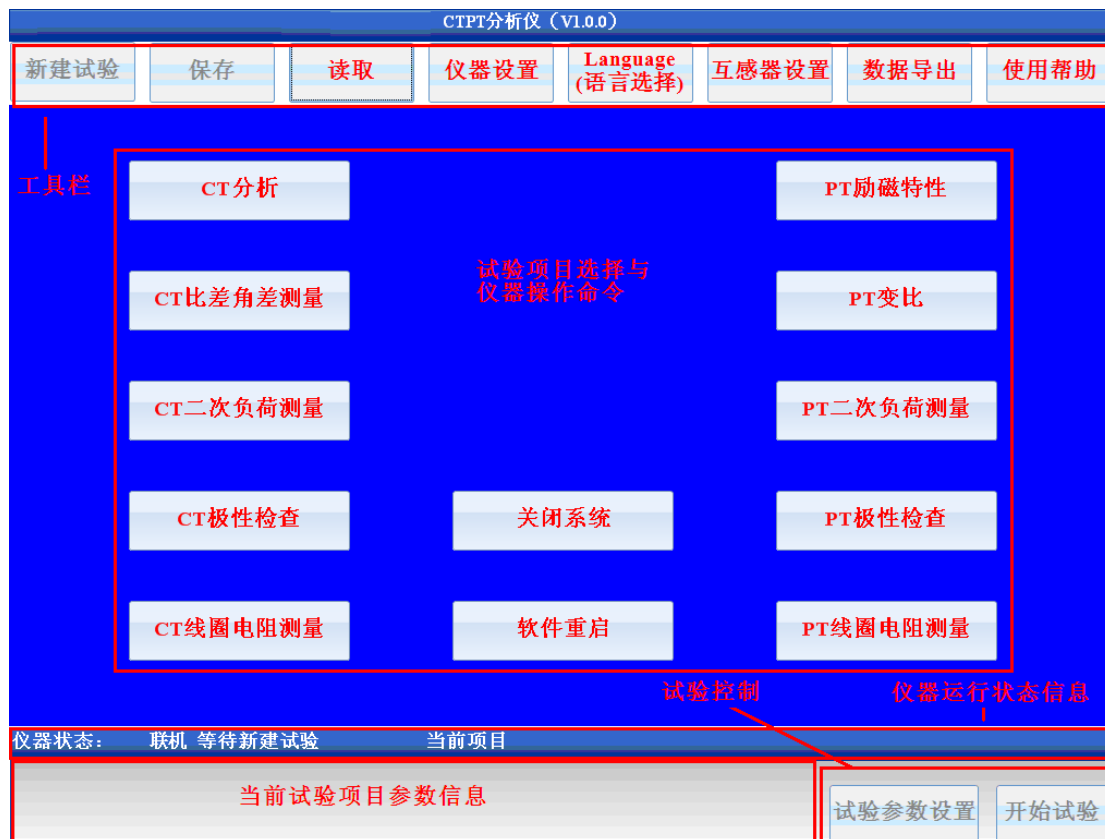 CTPT分析仪（V1.0.0）
新建试验 保存 读取 仪器设置 Language (语言选择) 互感器设置 数据导出 使用帮助
工具栏
CT分析 PT励磁特性
试验项目选择与
仪器操作命令
CT比差角差测量 PT变比
CT二次负荷测量 PT二次负荷测量
CT极性检查 关闭系统 PT极性检查
CT线圈电阻测量 软件重启 PT线圈电阻测量
试验控制 仪器运行状态信息
仪器状态: 联机 等待新建试验 当前项目
当前试验项目参数信息
试验参数设置 开始试验